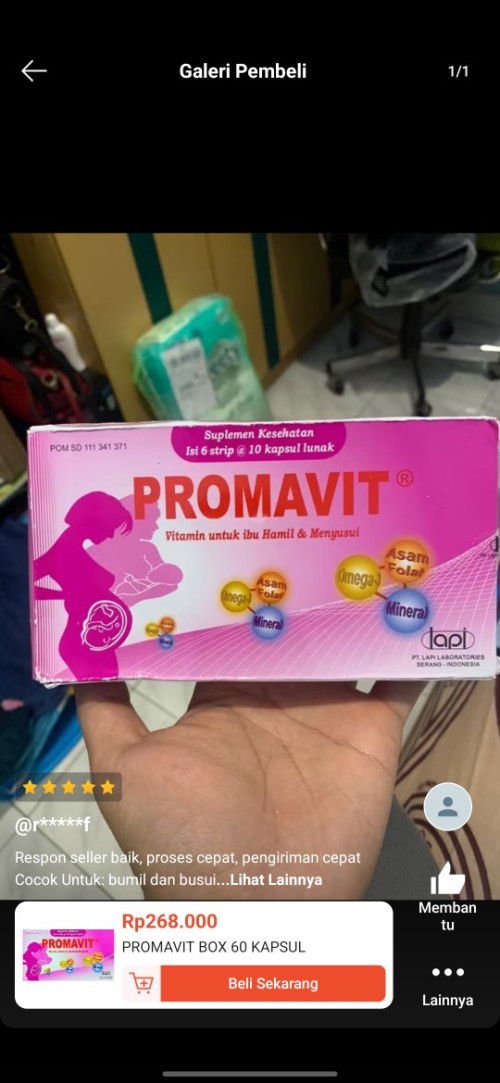 Galeri Pembeli
1/1
POM SD 111 341 371
Suplemen Kesehatan
Isi 6 strip @ 10 kapsul lunak
PROMAVIT®
Vitamin untuk ibu Hamil & Menyusui
Asam
Folat
Omega-3
Mineral
Asam
Folat
Omega-3
Mineral
lapi
PT. LAPI LABORATORIES
SERANG - INDONESIA
@r*****f
Respon seller baik, proses cepat, pengiriman cepat
Cocok Untuk: bumil dan busui...Lihat Lainnya
Memban
tu
Rp268.000
PROMAVIT BOX 60 KAPSUL
Beli Sekarang
PROMAVIT
Lainnya